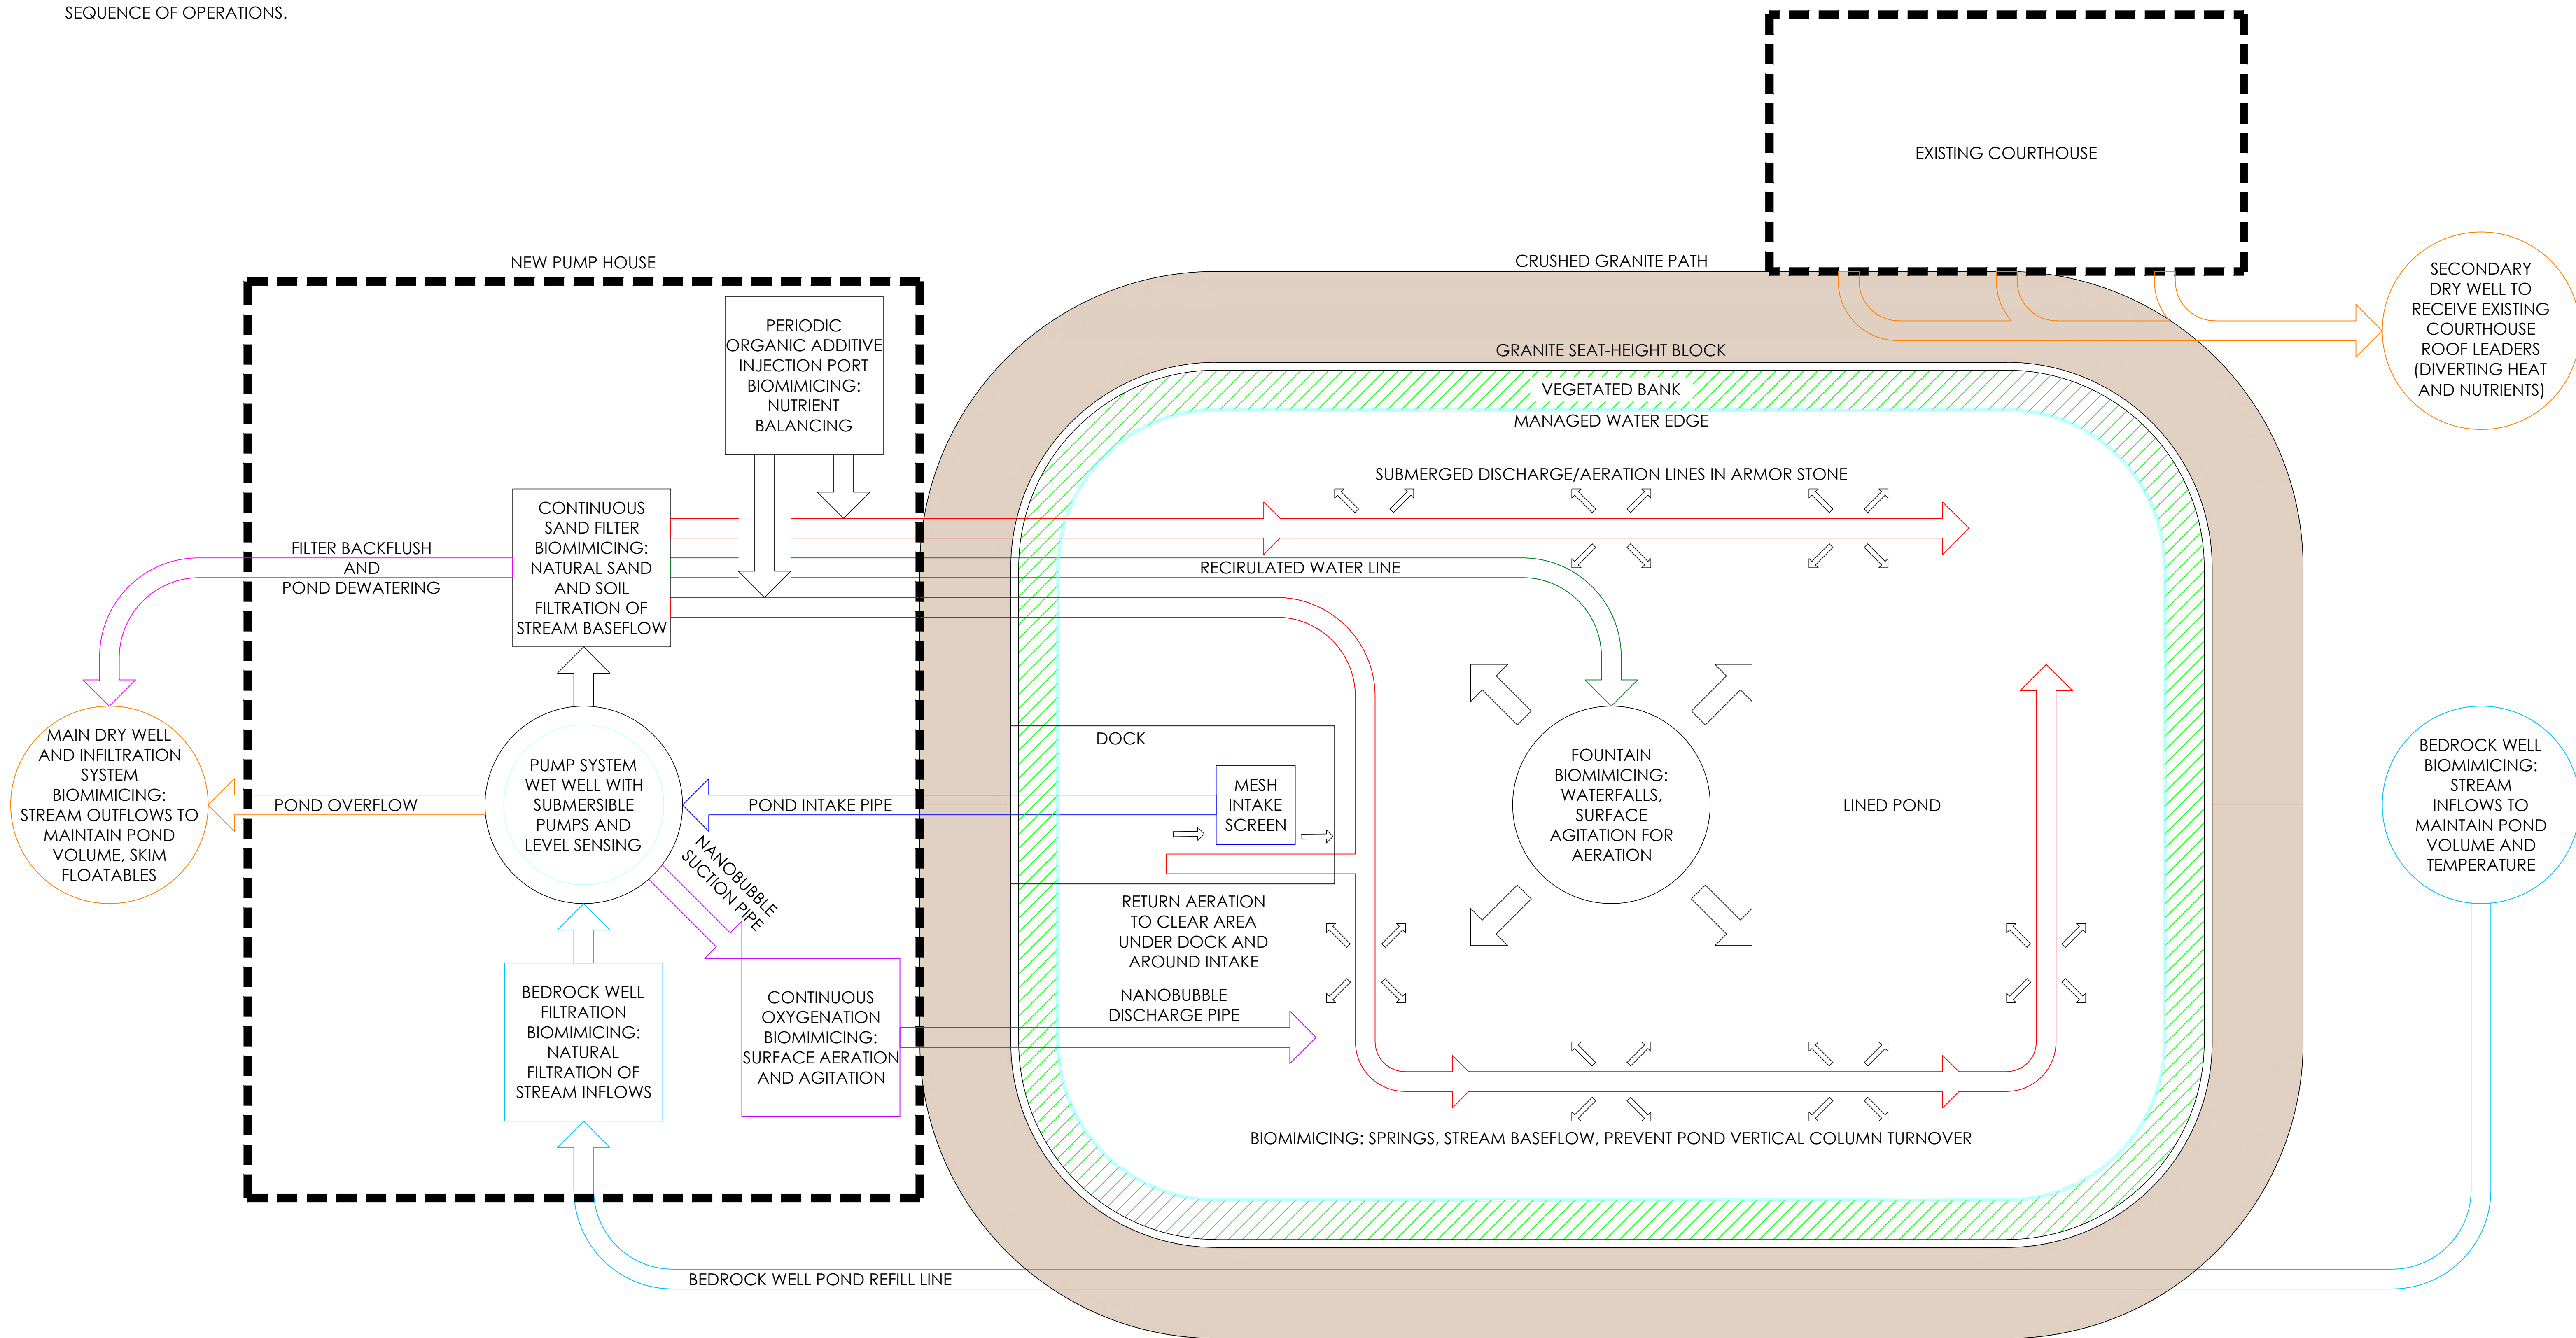 SEQUENCE OF OPERATIONS.
EXISTING COURTHOUSE
NEW PUMP HOUSE
CRUSHED GRANITE PATH
SECONDARY
DRY WELL TO
RECEIVE EXISTING
COURTHOUSE
ROOF LEADERS
(DIVERTING HEAT
AND NUTRIENTS)
PERIODIC
ORGANIC ADDITIVE
INJECTION PORT
BIOMIMICING:
NUTRIENT
BALANCING
GRANITE SEAT-HEIGHT BLOCK
VEGETATED BANK
MANAGED WATER EDGE
SUBMERGED DISCHARGE/AERATION LINES IN ARMOR STONE
CONTINUOUS
SAND FILTER
BIOMIMICING:
NATURAL SAND
AND SOIL
FILTRATION OF
STREAM BASEFLOW
FILTER BACKFLUSH
AND
POND DEWATERING
RECIRULATED WATER LINE
MAIN DRY WELL
AND INFILTRATION
SYSTEM
BIOMIMICING:
STREAM OUTFLOWS TO
MAINTAIN POND
VOLUME, SKIM
FLOATABLES
POND OVERFLOW
PUMP SYSTEM
WET WELL WITH
SUBMERSIBLE
PUMPS AND
LEVEL SENSING
POND INTAKE PIPE
DOCK
MESH
INTAKE
SCREEN
FOUNTAIN
BIOMIMICING:
WATERFALLS,
SURFACE
AGITATION FOR
AERATION
LINED POND
BEDROCK WELL
BIOMIMICING:
STREAM
INFLOWS TO
MAINTAIN POND
VOLUME AND
TEMPERATURE
NANOBUBBLE
SUCTION PIPE
RETURN AERATION
TO CLEAR AREA
UNDER DOCK AND
AROUND INTAKE
NANOBUBBLE
DISCHARGE PIPE
BEDROCK WELL
FILTRATION
BIOMIMICING:
NATURAL
FILTRATION OF
STREAM INFLOWS
CONTINUOUS
OXYGENATION
BIOMIMICING:
SURFACE AERATION
AND AGITATION
BIOMIMICING: SPRINGS, STREAM BASEFLOW, PREVENT POND VERTICAL COLUMN TURNOVER
BEDROCK WELL POND REFILL LINE